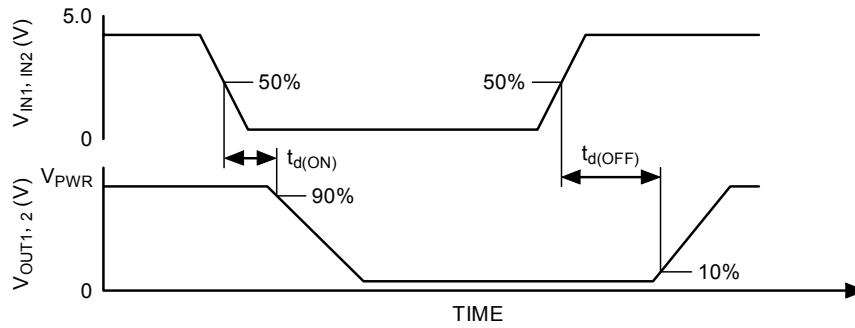 5.0
V_IN1, IN2 (V)
50%
50%
0
t_d(ON)
t_d(OFF)
V_PWR
V_OUT1, 2 (V)
90%
10%
0
TIME